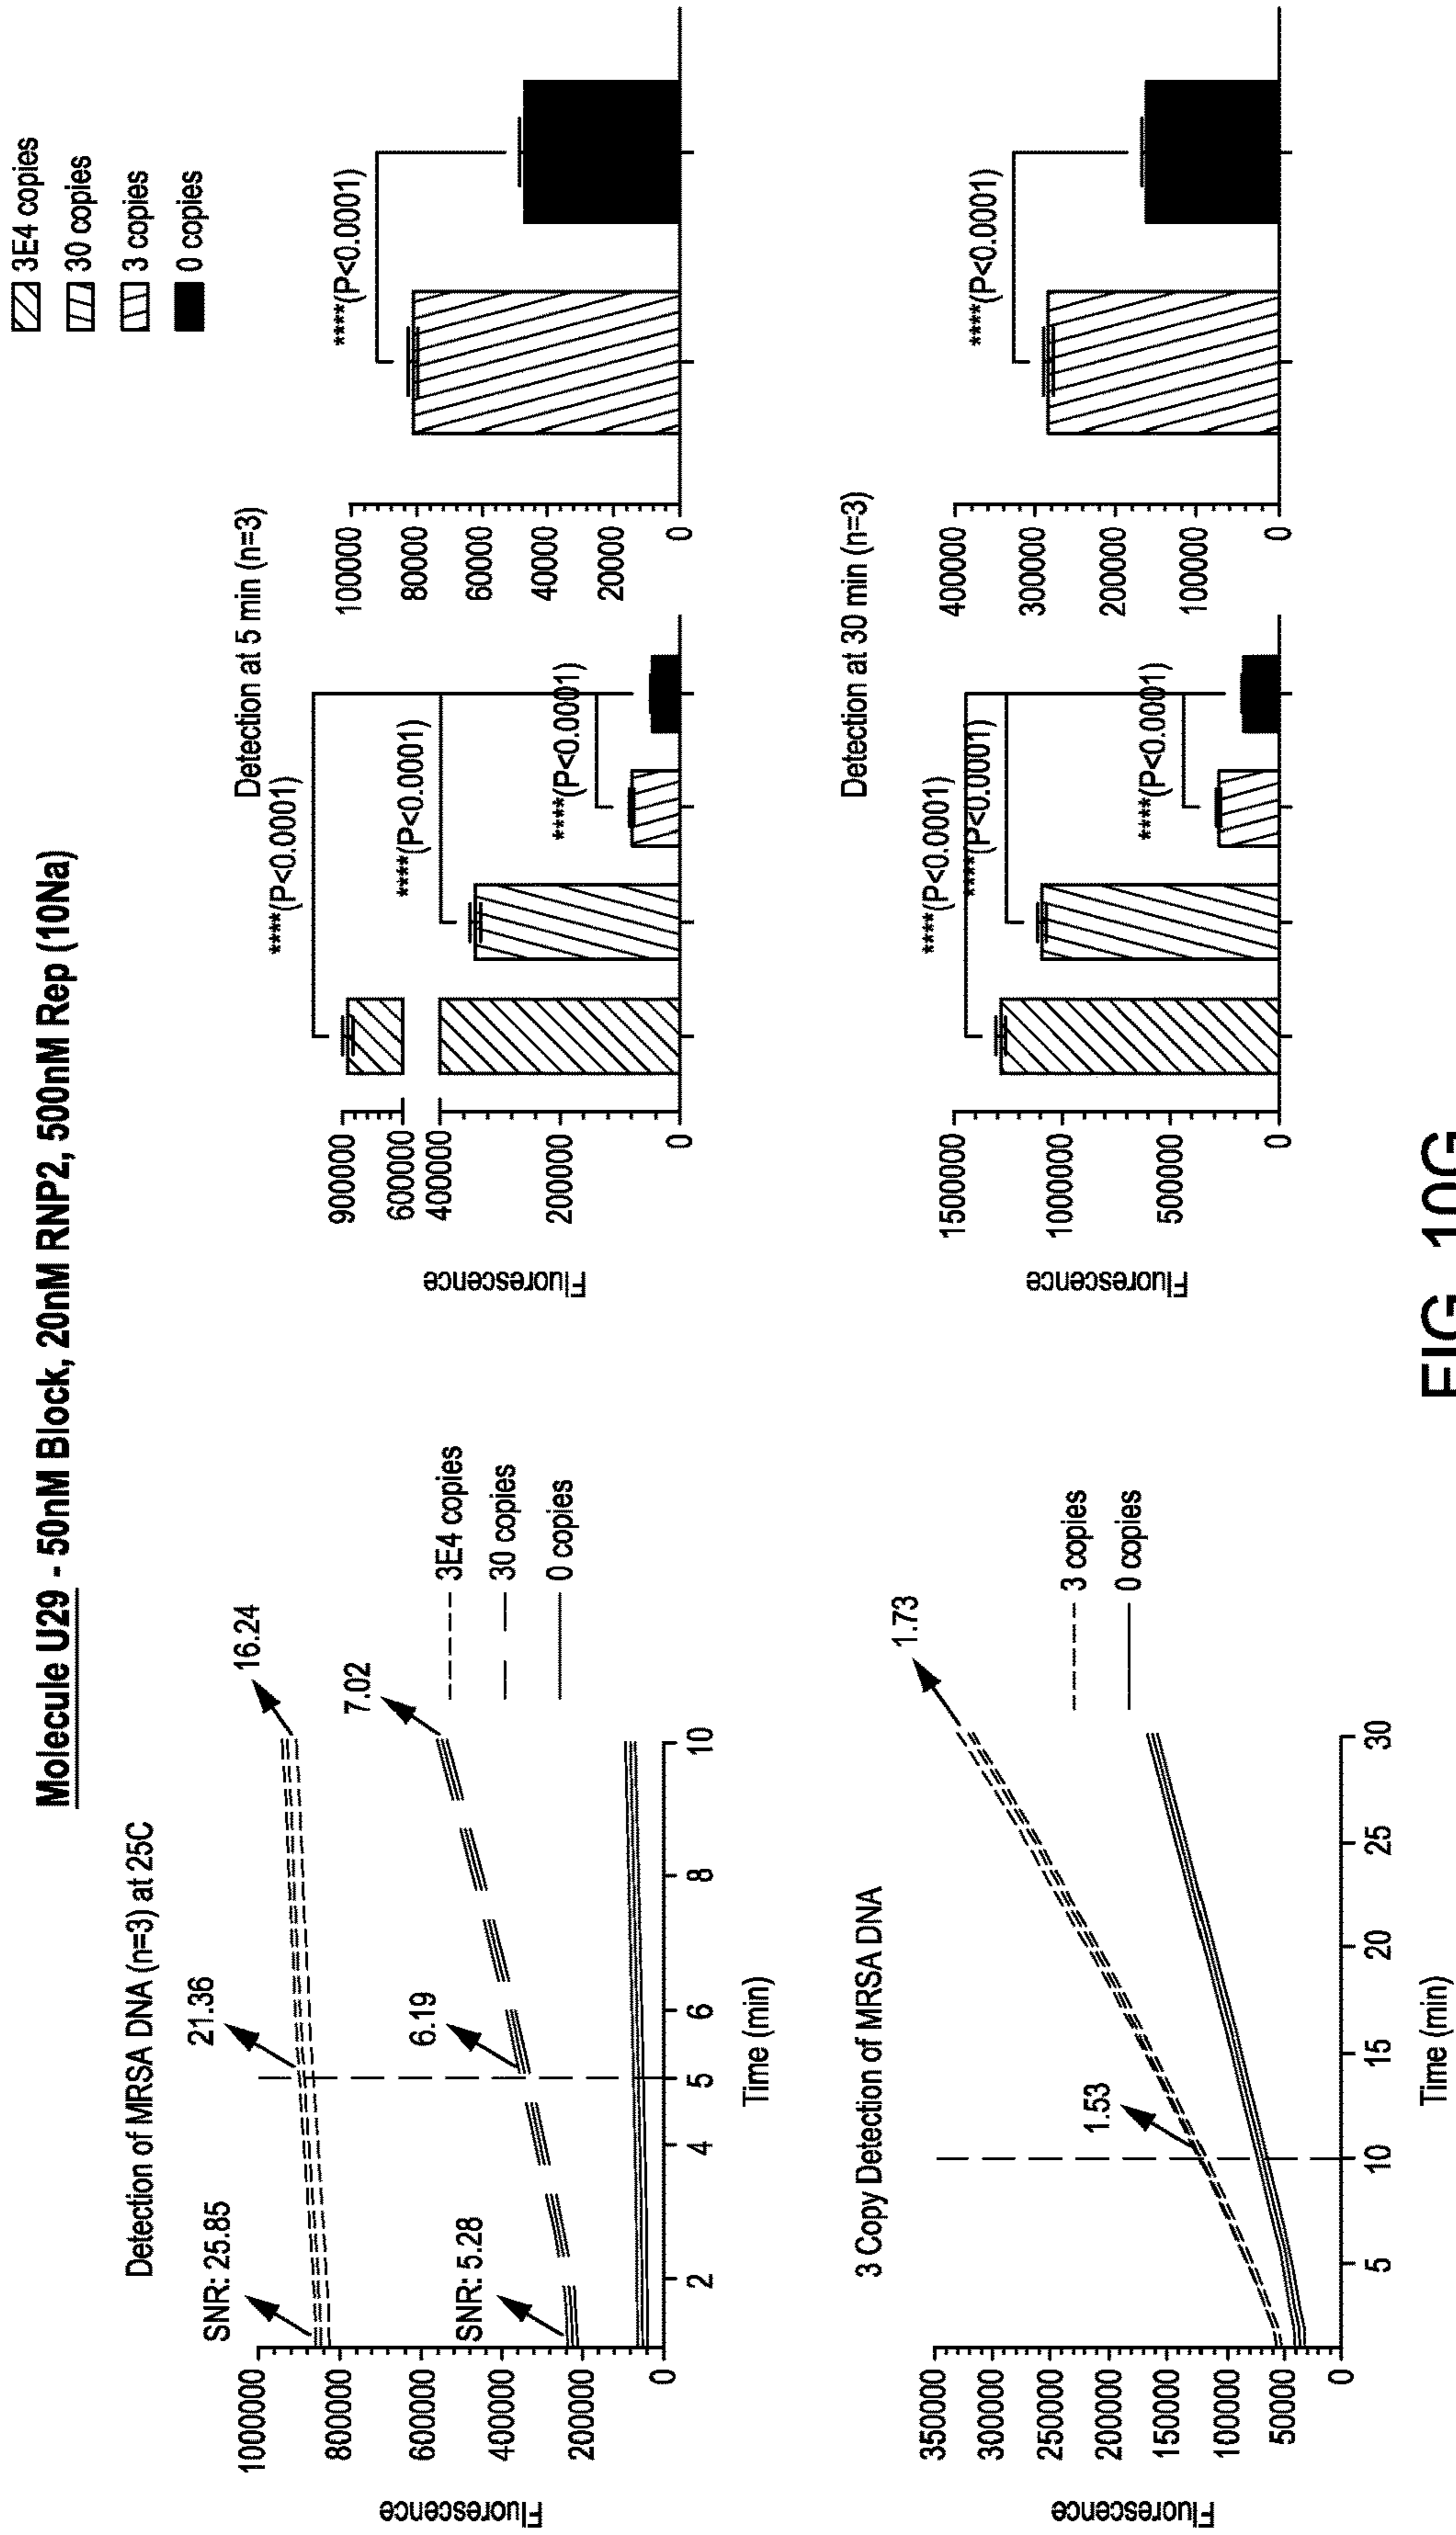 Molecule U29 - 50nM Block, 20nM RNP2, 500nM Rep (10Na)
3E4 copies
30 copies
3 copies
0 copies
Detection of MRSA DNA (n=3) at 25C
Fluorescence
1000000
800000
600000
400000
200000
0
2
4
5
6
8
10
Time (min)
SNR: 25.85
21.36
16.24
SNR: 5.28
6.19
7.02
3E4 copies
30 copies
0 copies
Detection at 5 min (n=3)
Fluorescence
900000
600000
400000
200000
0
****(P<0.0001)
****(P<0.0001)
****(P<0.0001)
100000
80000
60000
40000
20000
0
****(P<0.0001)
3 Copy Detection of MRSA DNA
Fluorescence
350000
300000
250000
200000
150000
100000
50000
0
5
10
15
20
25
30
Time (min)
1.53
1.73
3 copies
0 copies
Detection at 30 min (n=3)
Fluorescence
1500000
1000000
500000
0
****(P<0.0001)
****(P<0.0001)
****(P<0.0001)
400000
300000
200000
100000
0
****(P<0.0001)
FIG. 10G